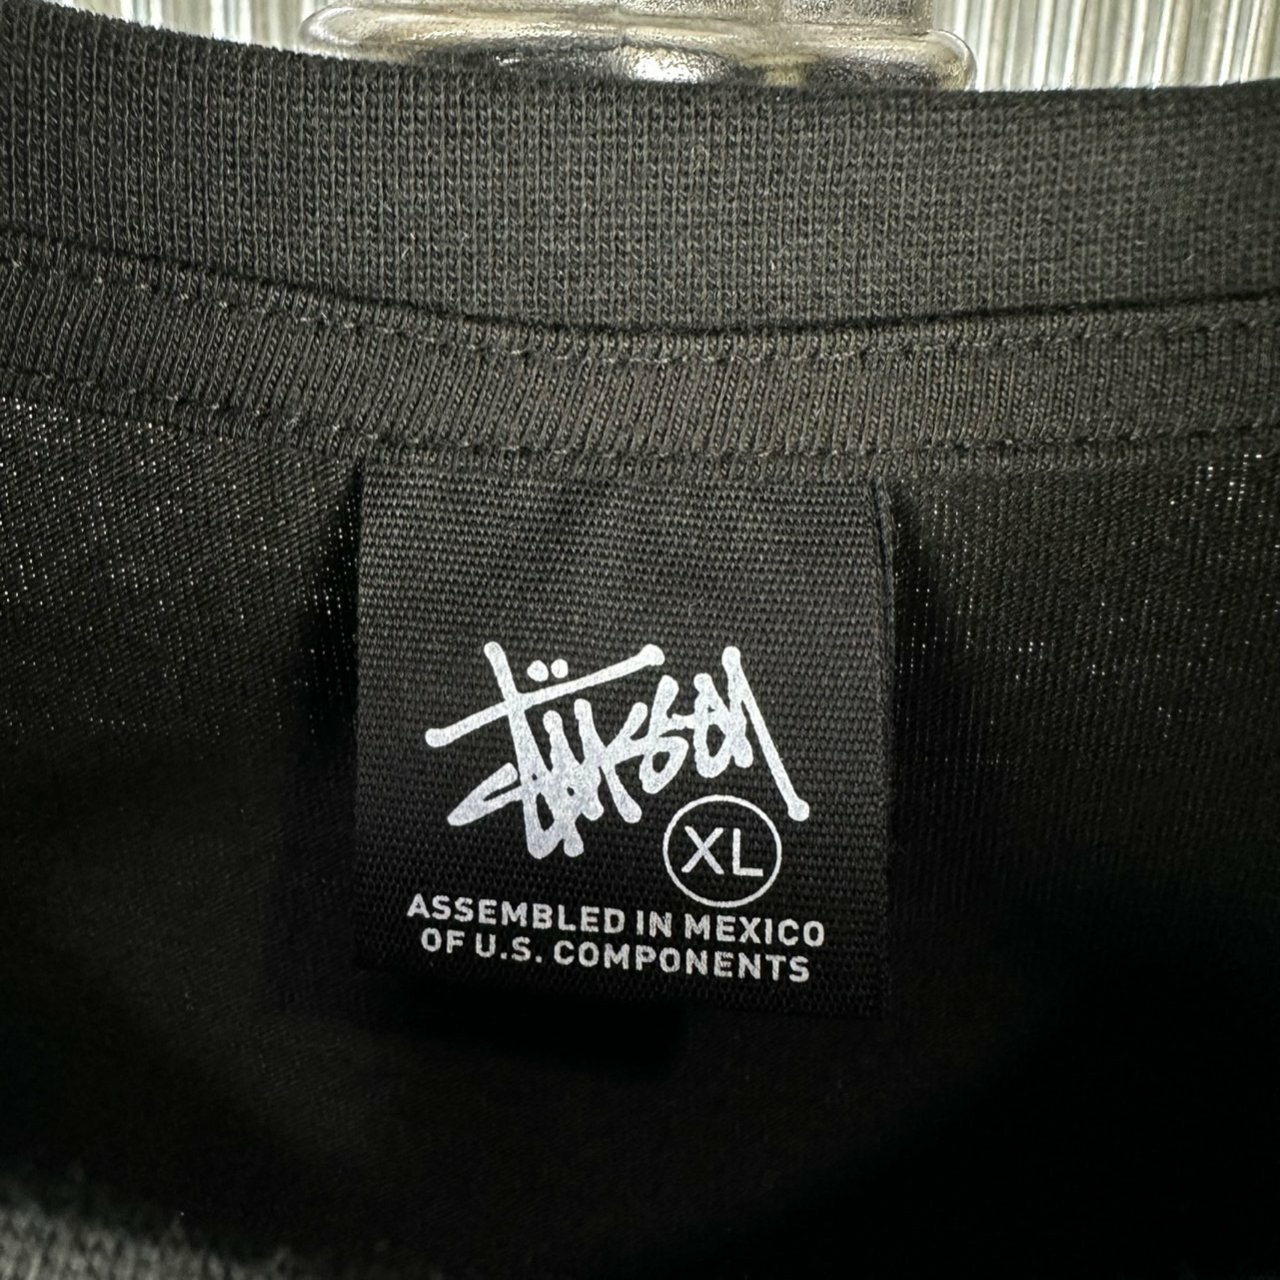 Stüssy
XL
ASSEMBLED IN MEXICO
OF U.S. COMPONENTS